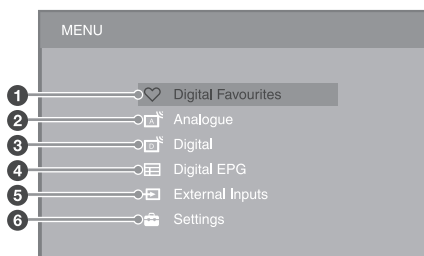 MENU
1 Digital Favourites
2 A Analogue
3 D Digital
4 Digital EPG
5 External Inputs
6 Settings